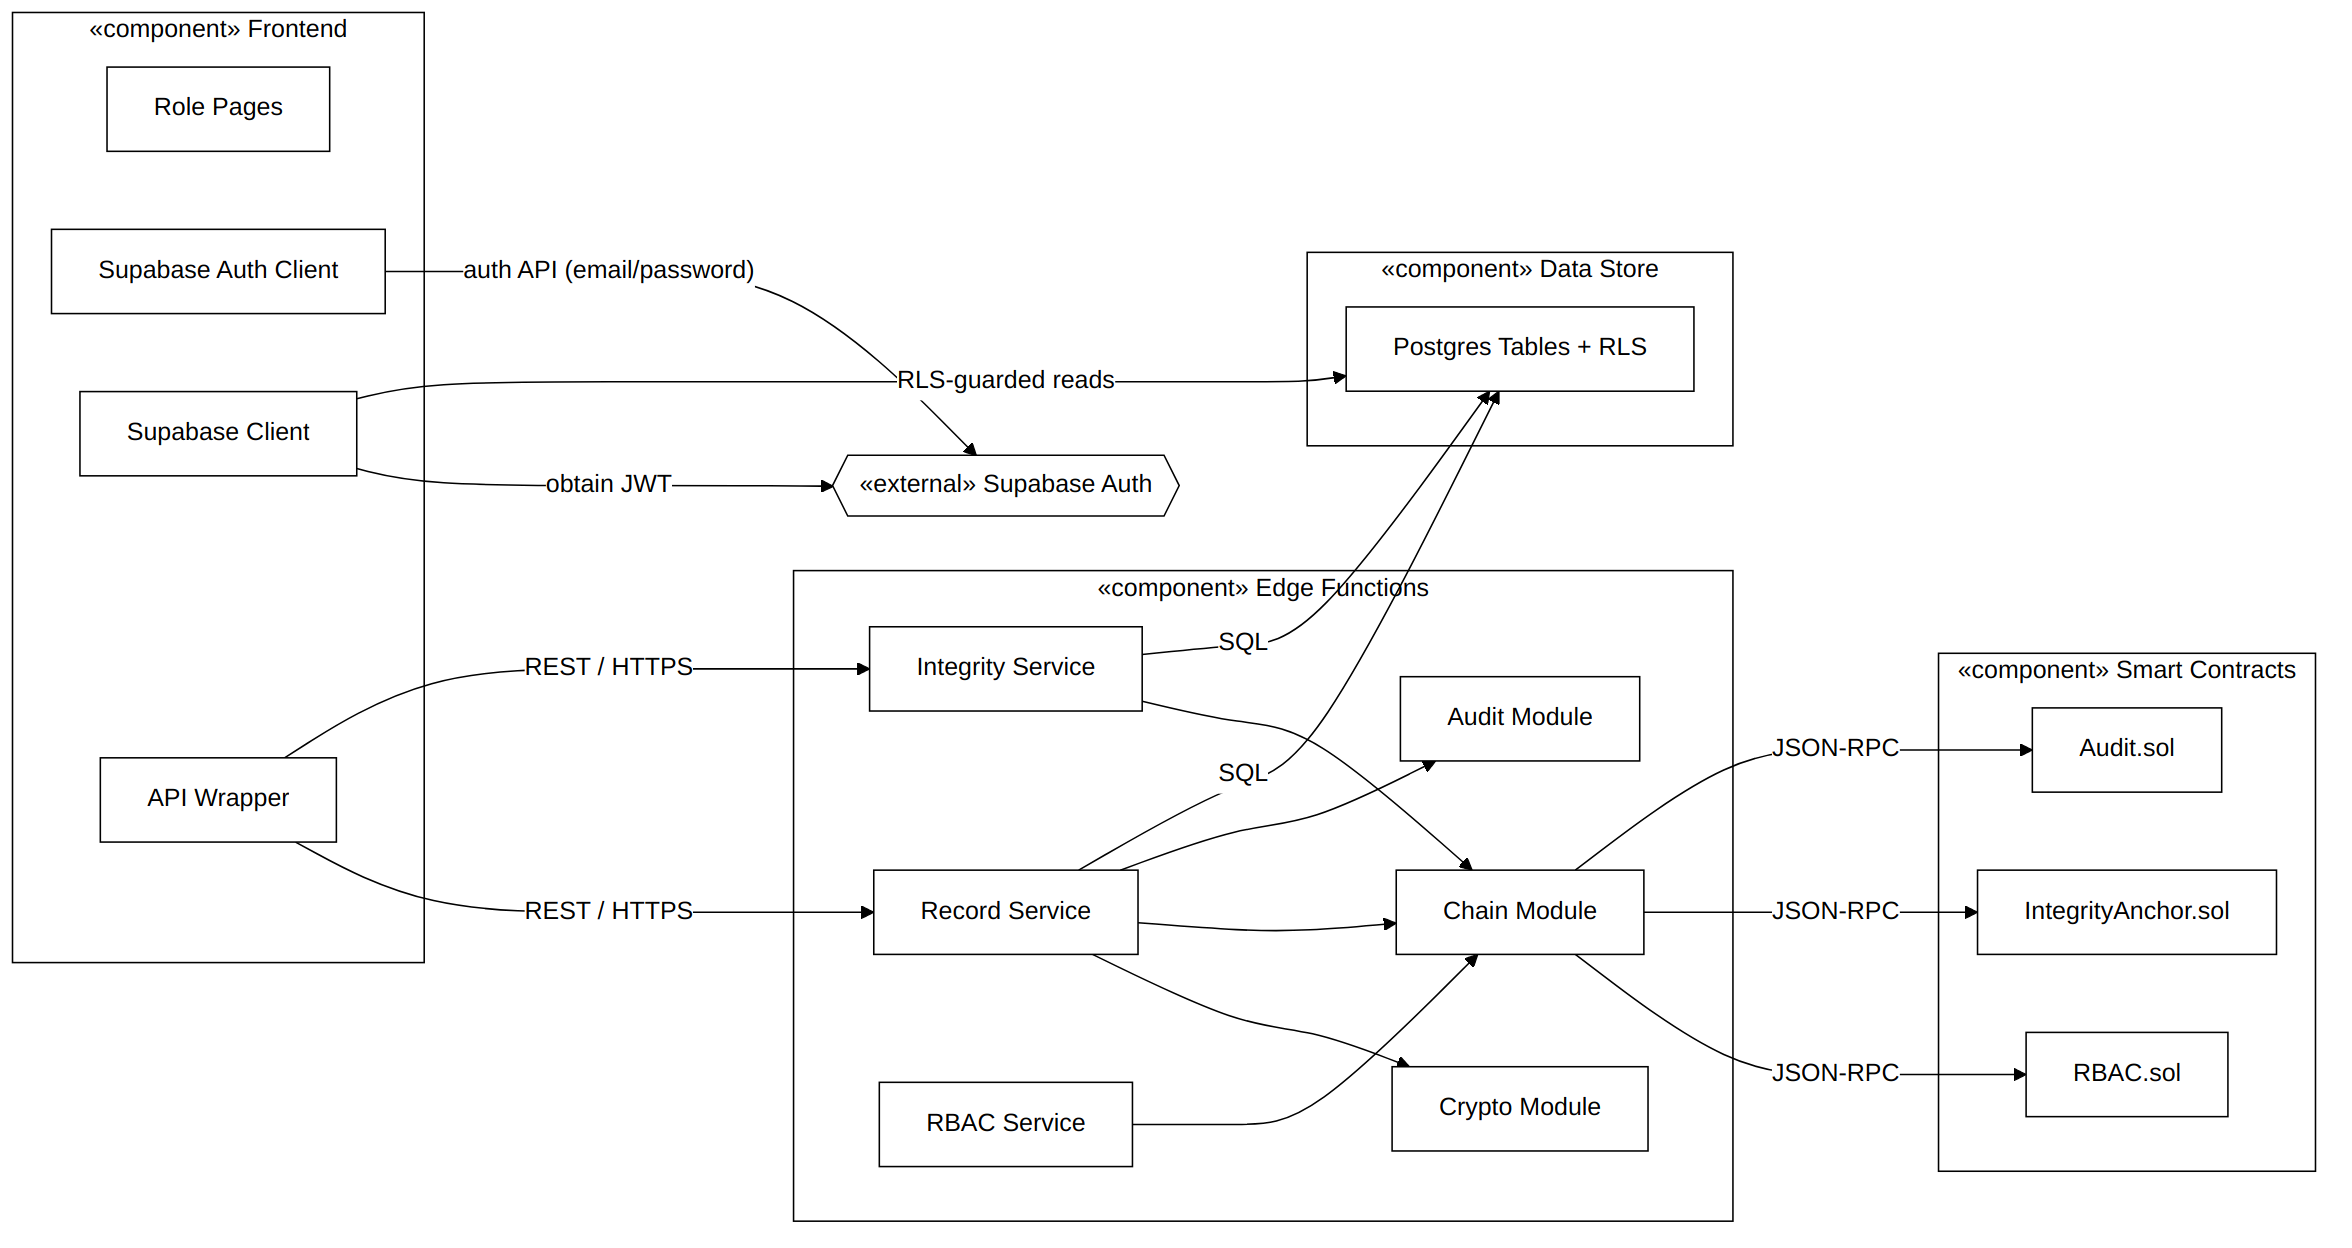 «component» Frontend
Role Pages
Supabase Auth Client
auth API (email/password)
Supabase Client
RLS-guarded reads
obtain JWT
«external» Supabase Auth
«component» Data Store
Postgres Tables + RLS
API Wrapper
REST / HTTPS
REST / HTTPS
«component» Edge Functions
Integrity Service
SQL
Audit Module
SQL
Record Service
Chain Module
RBAC Service
Crypto Module
JSON-RPC
JSON-RPC
JSON-RPC
«component» Smart Contracts
Audit.sol
IntegrityAnchor.sol
RBAC.sol